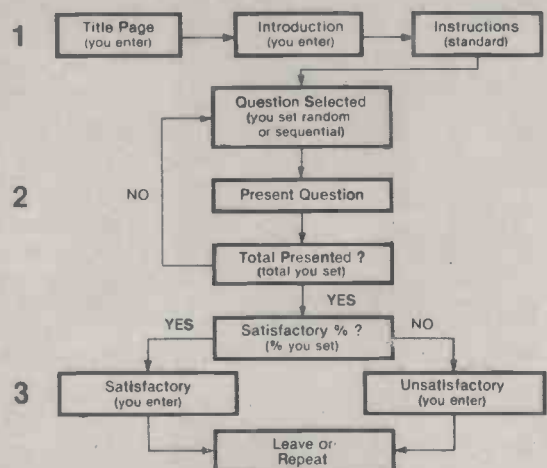 1
Title Page
(you enter)
Introduction
(you enter)
Instructions
(standard)
Question Selected
(you set random
or sequential)
NO
2
Present Question
Total Presented ?
(total you set)
YES
YES
Satisfactory % ?
(% you set)
NO
3
Satisfactory
(you enter)
Unsatisfactory
(you enter)
Leave or
Repeat